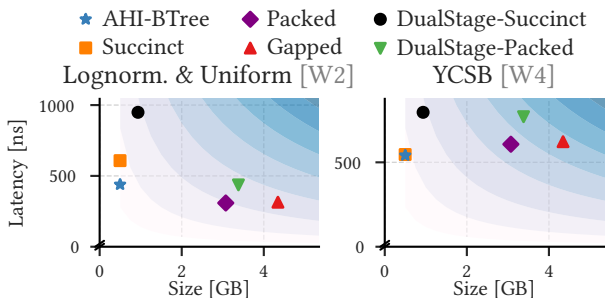 AHI-BTree Packed DualStage-Succinct
Succinct Gapped DualStage-Packed
Lognorm. & Uniform [W2] YCSB [W4]
Latency [ns]
1000
500
0
500
0
0 2 4
0 2 4
Size [GB] Size [GB]